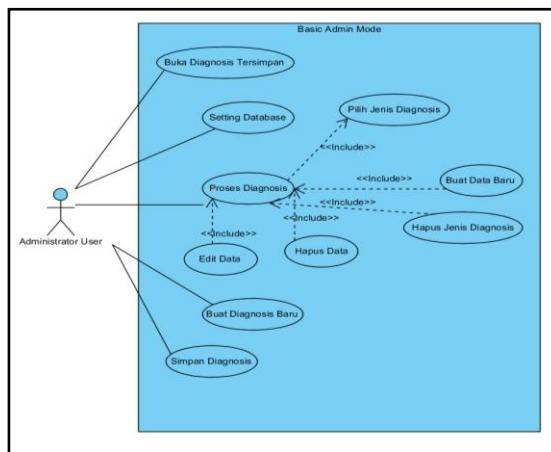 Basic Admin Mode
Buka Diagnosis Tersimpan
Pilih Jenis Diagnosis
Setting Database
<<Include>>
Proses Diagnosis
<<Include>>
Buat Data Baru
<<Include>>
Hapus Jenis Diagnosis
Administrator User
<<Include>>
<<Include>>
Edit Data
Hapus Data
Buat Diagnosis Baru
Simpan Diagnosis